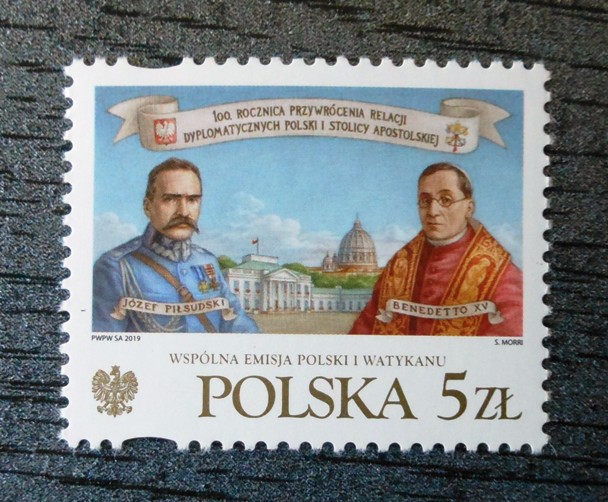 100. ROCZNICA PRZYWRÓCENIA RELACJI
DYPLOMATYCZNYCH POLSKI I STOLICY APOSTOLSKIEJ
JÓZEF PIŁSUDSKI
BENEDETTO XV
PWPW SA 2019
S. MORRI
WSPÓLNA EMISJA POLSKI I WATYKANU
POLSKA 5 ZŁ